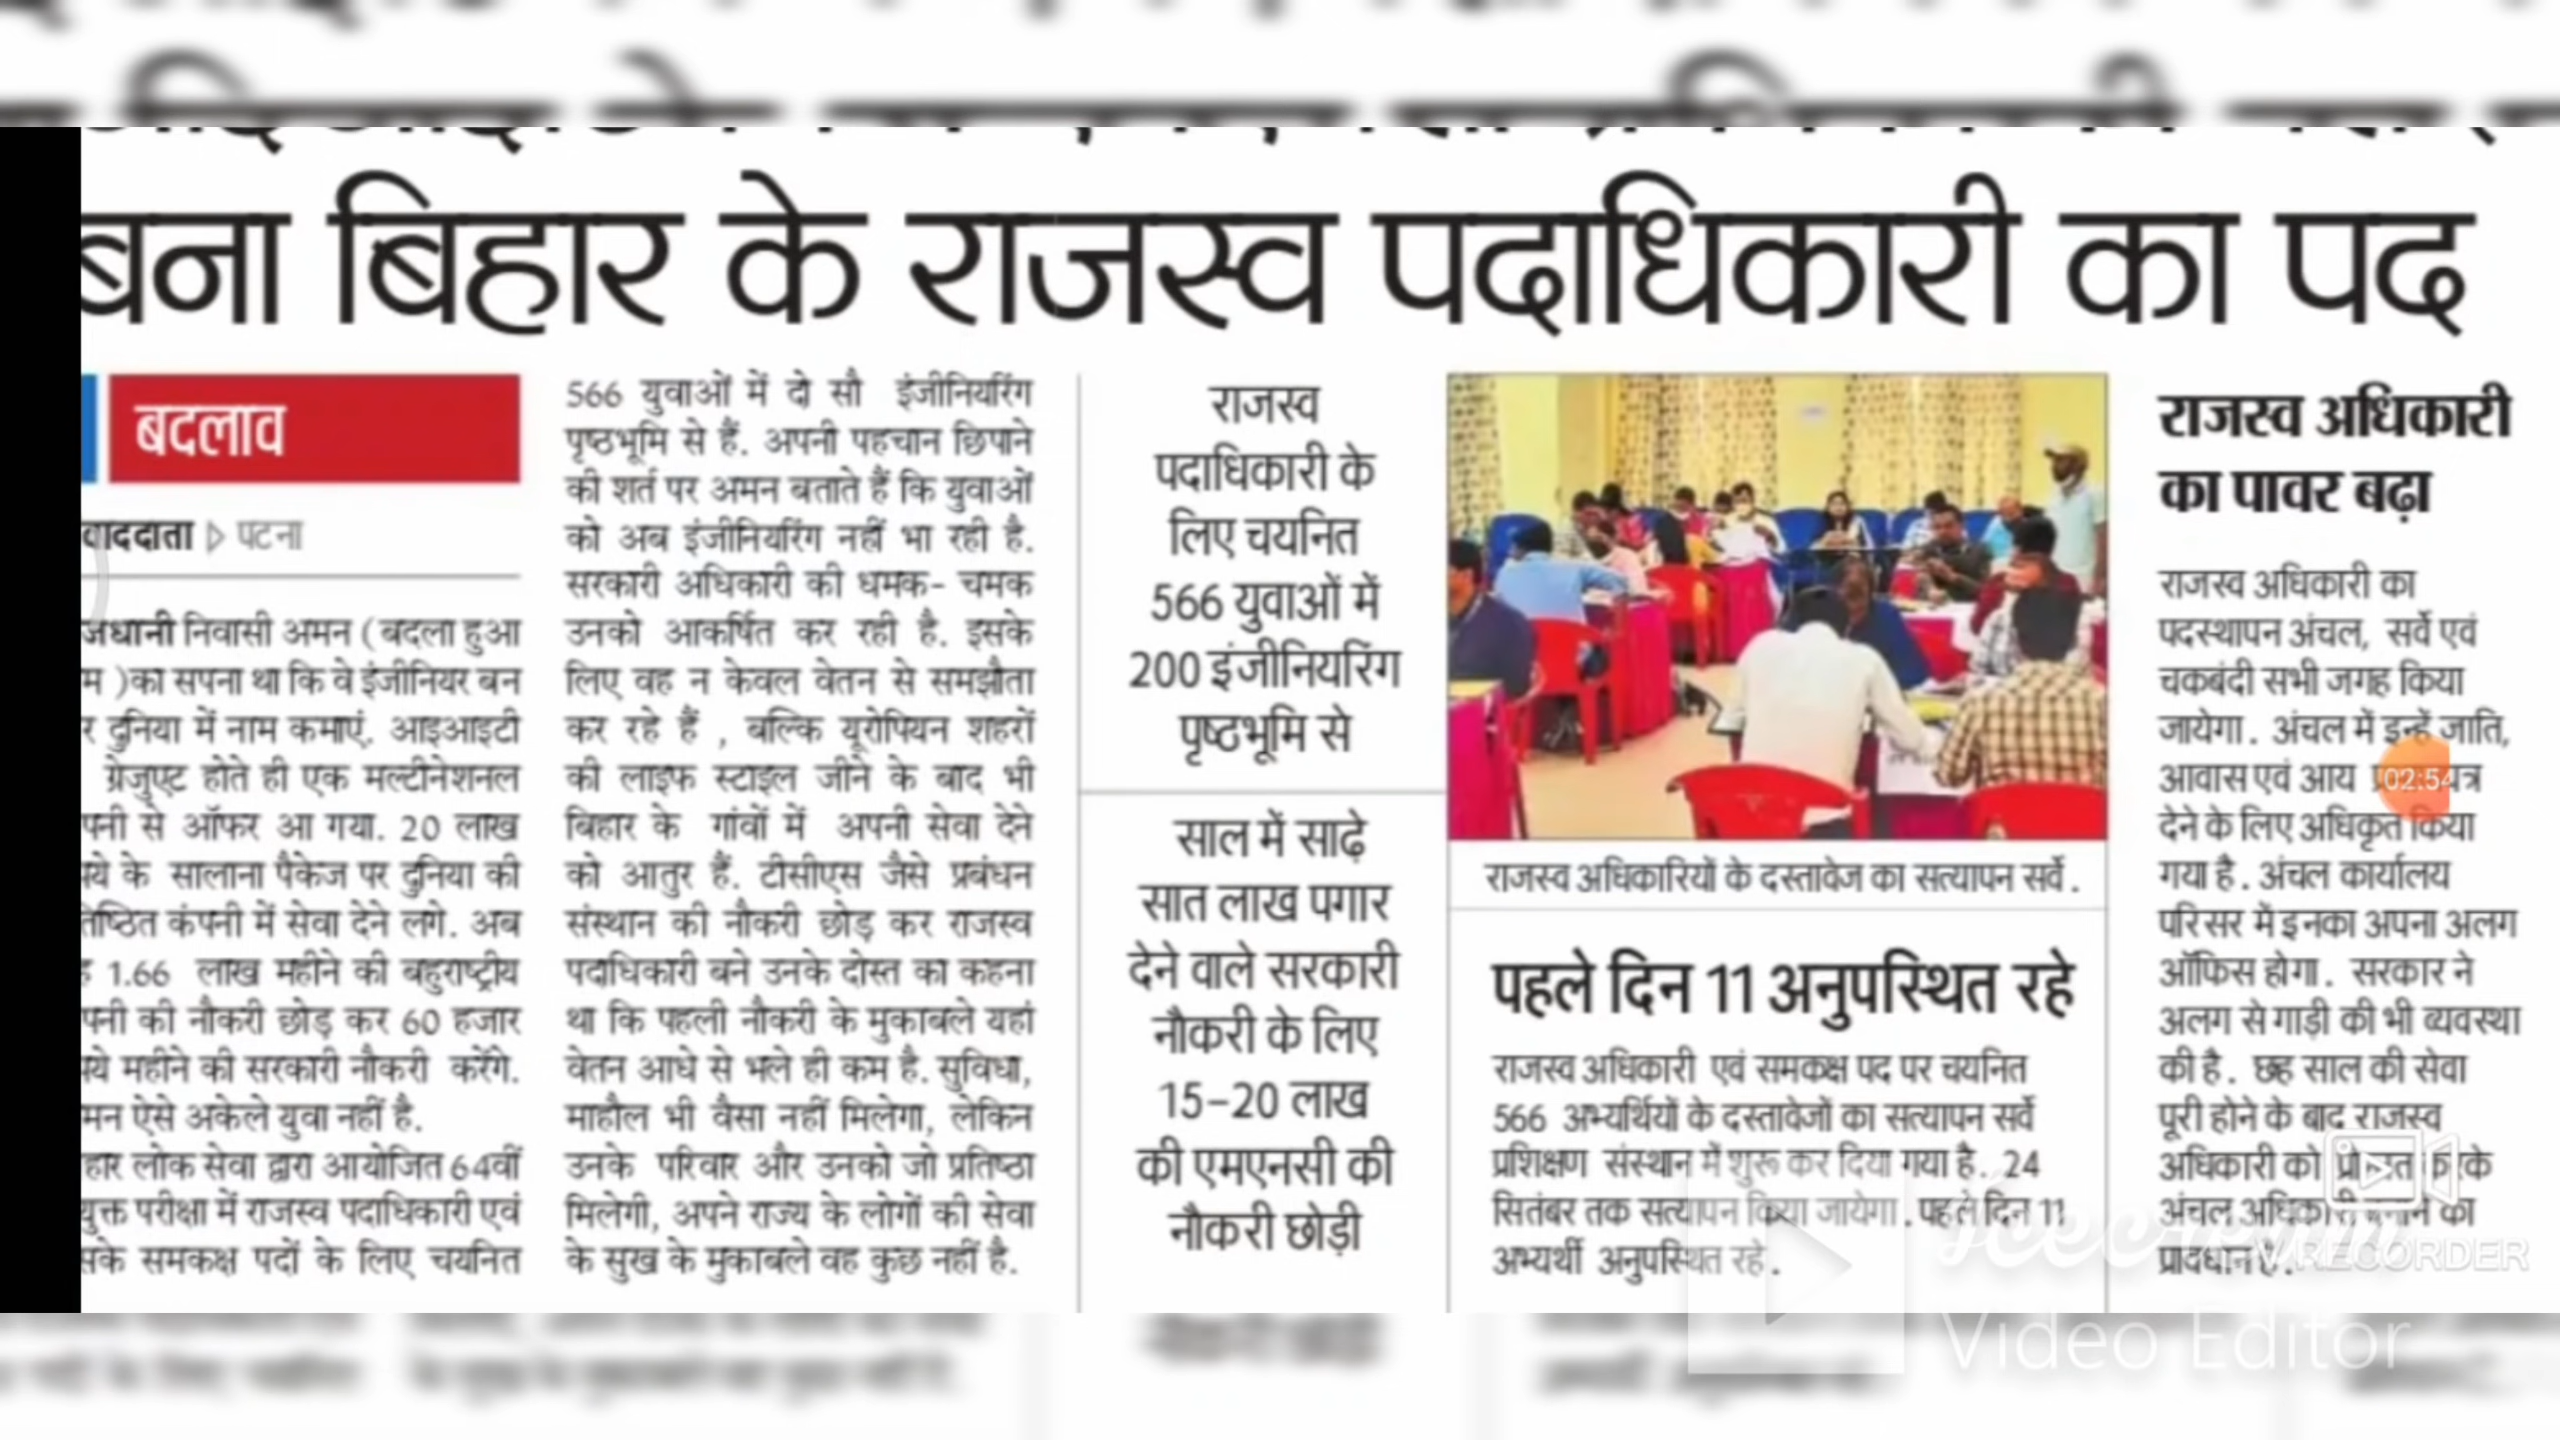 बना बिहार के राजस्व पदाधिकारी का पद
बदलाव
पटना
निवासी अमन (बदला हुआ
)का सपना था कि वे इंजीनियर बन
दुनिया में नाम कमाएं. आइआइटी
ग्रेजुएट होते ही एक मल्टीनेशनल
से ऑफर आ गया. 20 लाख
के सालाना पैकेज पर दुनिया की
कंपनी में सेवा देने लगे. अब
1.66 लाख महीने की बहुराष्ट्रीय
की नौकरी छोड़ कर 60 हजार
महीने की सरकारी नौकरी करेंगे.
ऐसे अकेले युवा नहीं है.
लोक सेवा द्वारा आयोजित 64वीं
परीक्षा में राजस्व पदाधिकारी एवं
समकक्ष पदों के लिए चयनित
566 युवाओं में दो सौ इंजीनियरिंग
पृष्ठभूमि से हैं. अपनी पहचान छिपाने
की शर्त पर अमन बताते हैं कि युवाओं
को अब इंजीनियरिंग नहीं भा रही है.
सरकारी अधिकारी की धमक- चमक
उनको आकर्षित कर रही है. इसके
लिए वह न केवल वेतन से समझौता
कर रहे हैं , बल्कि यूरोपियन शहरों
की लाइफ स्टाइल जीने के बाद भी
बिहार के गांवों में अपनी सेवा देने
को आतुर हैं. टीसीएस जैसे प्रबंधन
संस्थान की नौकरी छोड़ कर राजस्व
पदाधिकारी बने उनके दोस्त का कहना
था कि पहली नौकरी के मुकाबले यहां
वेतन आधे से भले ही कम है. सुविधा,
माहौल भी वैसा नहीं मिलेगा, लेकिन
उनके परिवार और उनको जो प्रतिष्ठा
मिलेगी, अपने राज्य के लोगों की सेवा
के सुख के मुकाबले वह कुछ नहीं है.
राजस्व
पदाधिकारी के
लिए चयनित
566 युवाओं में
200 इंजीनियरिंग
पृष्ठभूमि से
साल में साढ़े
सात लाख पगार
देने वाले सरकारी
नौकरी के लिए
15-20 लाख
की एमएनसी की
नौकरी छोड़ी
राजस्व अधिकारियों के दस्तावेज का सत्यापन सर्वे.
पहले दिन 11 अनुपस्थित रहे
राजस्व अधिकारी एवं समकक्ष पद पर चयनित
566 अभ्यर्थियों के दस्तावेजों का सत्यापन सर्वे
प्रशिक्षण संस्थान में शुरू कर दिया गया है. 24
सितंबर तक सत्यापन किया जायेगा. पहले दिन 11
अभ्यर्थी अनुपस्थित रहे.
राजस्व अधिकारी
का पावर बढ़ा
राजस्व अधिकारी का
पदस्थापन अंचल, सर्वे एवं
चकबंदी सभी जगह किया
जायेगा. अंचल में इन्हें जाति,
आवास एवं आय
देने के लिए अधिकृत किया
गया है. अंचल कार्यालय
परिसर में इनका अपना अलग
ऑफिस होगा. सरकार ने
अलग से गाड़ी की भी व्यवस्था
की है. छह साल की सेवा
पूरी होने के बाद राजस्व
अधिकारी को
अंचल अधिकारी का
02:54
icecream
Video Editor
V RECORDER